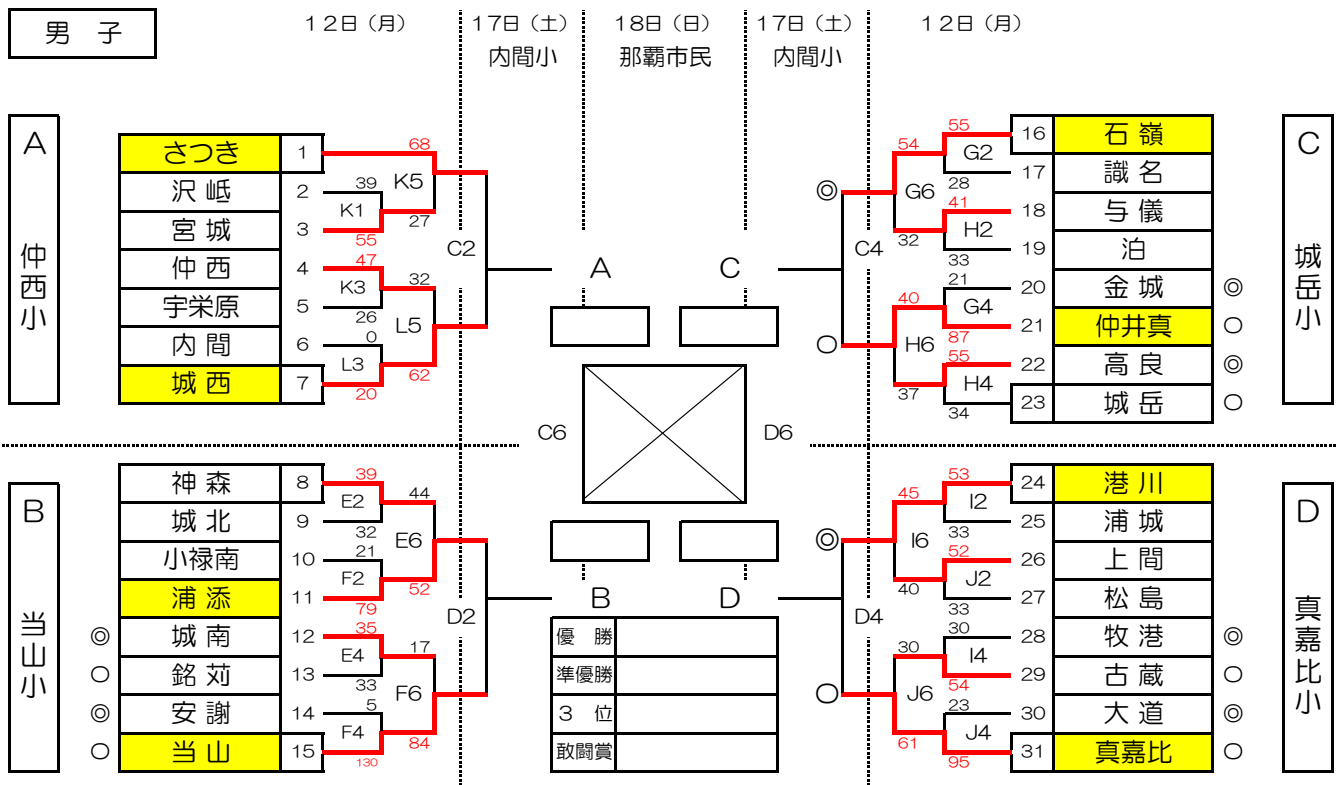 男 子
12日（月）
17日（土）
内間小
18日（日）
那覇市民
17日（土）
内間小
12日（月）
A 仲西小
さつき 1
沢岻 2
宮城 3
仲西 4
宇栄原 5
内間 6
城西 7
39
K1
55
47
K3
26
0
L3
20
68
K5
27
32
L5
62
C2
A
C
C4
◎
○
54
G6
32
40
H6
37
55
G2
28
41
H2
33
21
G4
87
55
H4
34
16 石嶺
17 識名
18 与儀
19 泊
20 金城 ◎
21 仲井真 ○
22 高良 ◎
23 城岳 ○
C 城岳小
C6
D6
B 当山小
神森 8
城北 9
小禄南 10
浦添 11
◎ 城南 12
○ 銘苅 13
◎ 安謝 14
○ 当山 15
39
E2
32
21
F2
79
35
E4
33
5
F4
130
44
E6
52
17
F6
84
D2
B
D
優 勝
準優勝
3 位
敢闘賞
D4
◎
○
45
I6
40
30
J6
61
53
I2
33
52
J2
33
30
I4
54
23
J4
95
24 港川
25 浦城
26 上間
27 松島
28 牧港 ◎
29 古蔵 ○
30 大道 ◎
31 真嘉比 ○
D 真嘉比小